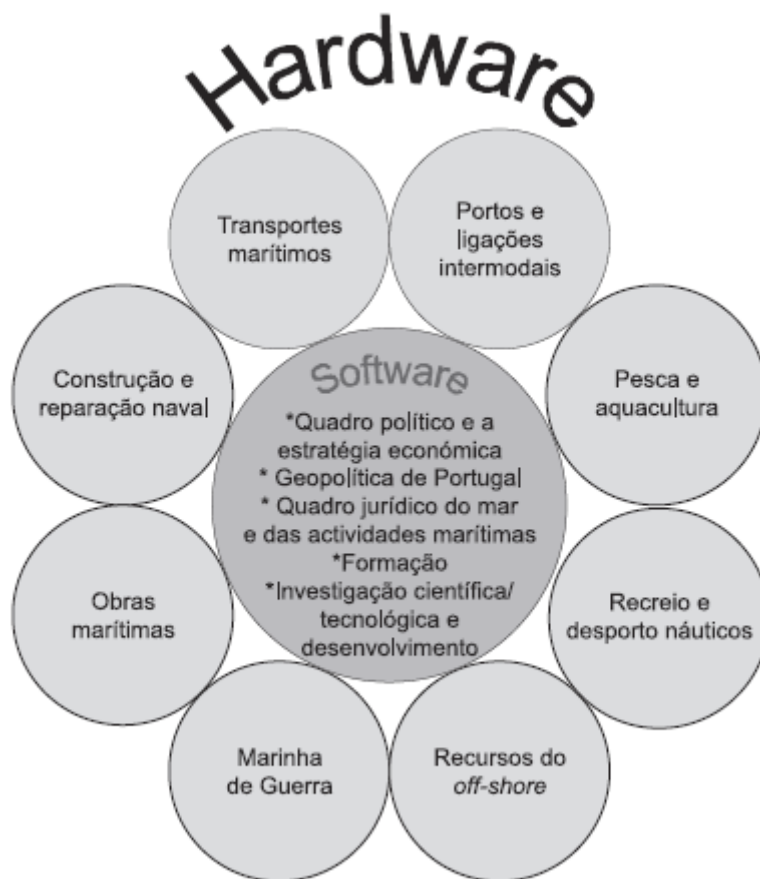 Hardware
Transportes
marítimos
Portos e
ligações
intermodais
Construção e
reparação naval
Pesca e
aquacultura
Software
*Quadro político e a
estratégia económica
* Geopolítica de Portugal
* Quadro jurídico do mar
e das actividades marítimas
*Formação
*Investigação científica/
tecnológica e
desenvolvimento
Obras
marítimas
Recreio e
desporto náuticos
Marinha
de Guerra
Recursos do
off-shore